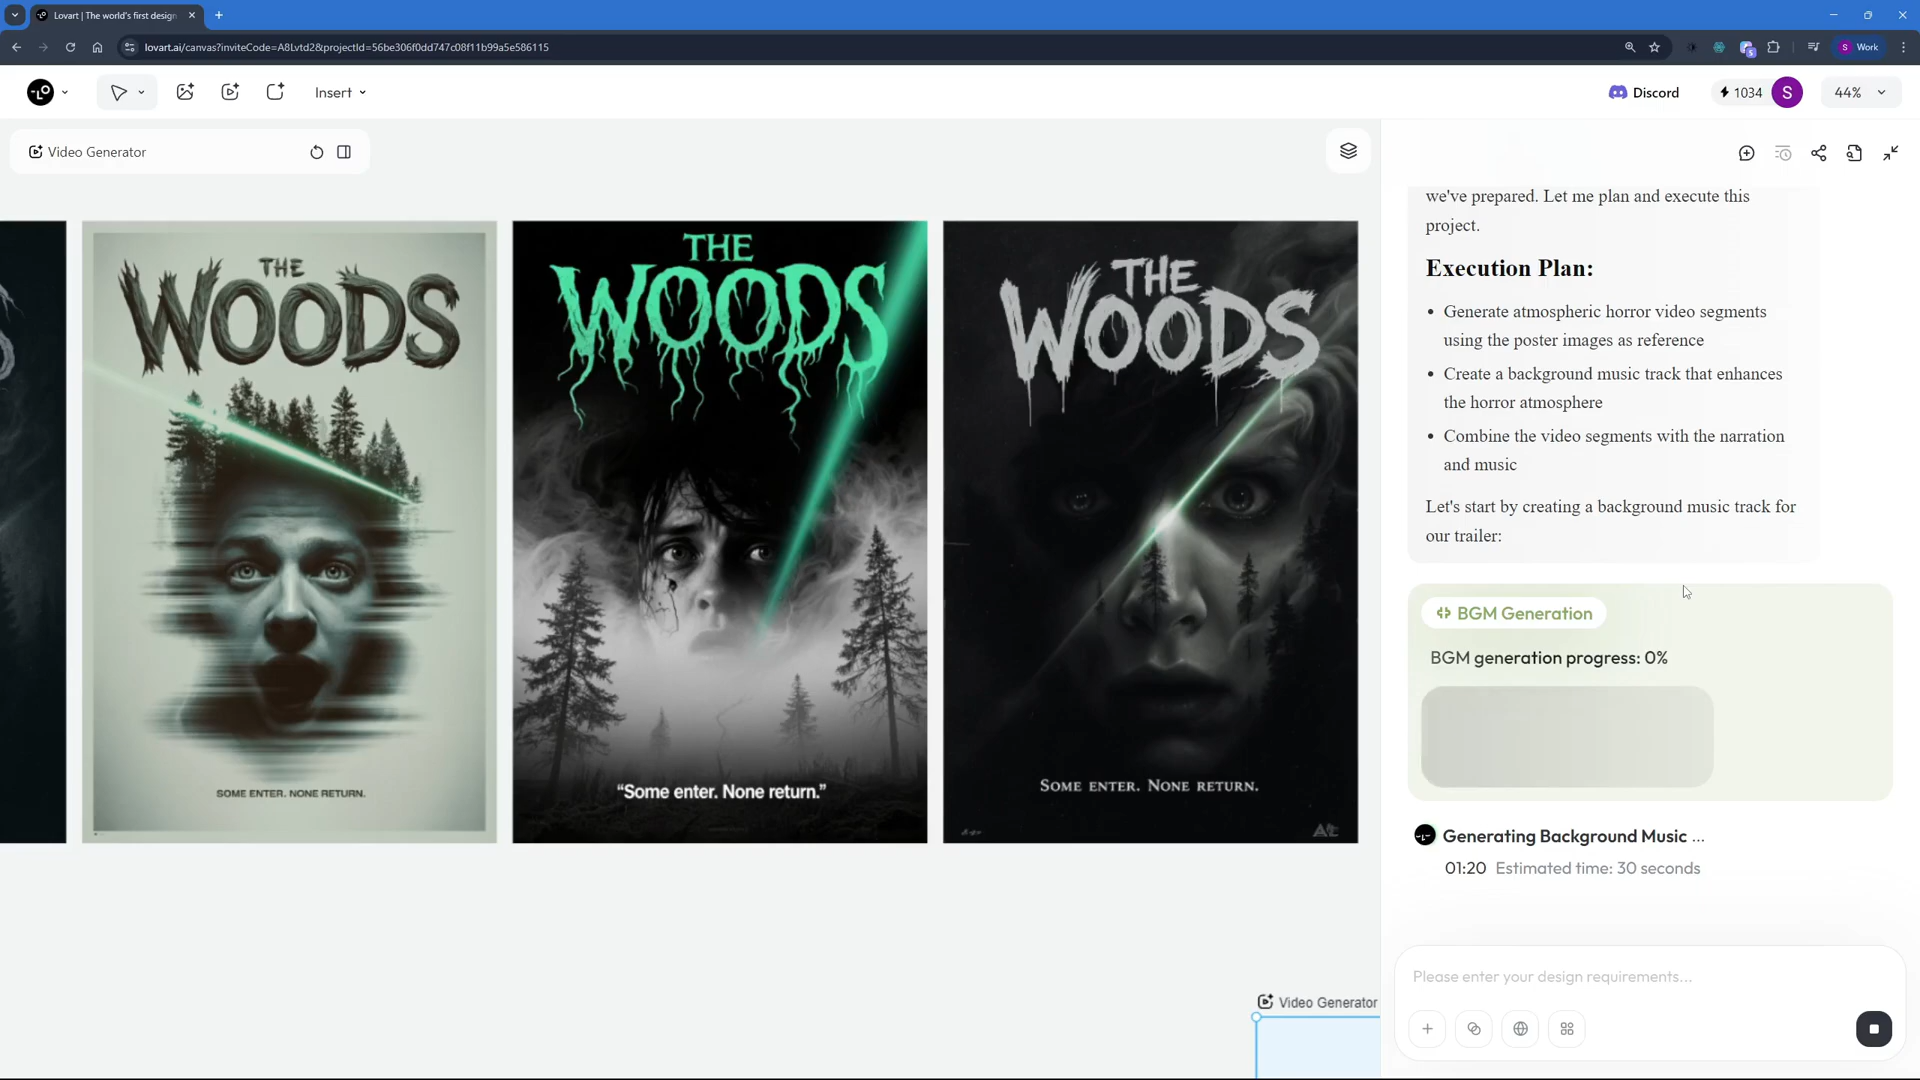 Lovart | The world's first design
lovart.ai/canvas?inviteCode=A8Lvtd2&projectId=56be306f0dd747c08f11b99a5e586115
S Work
Insert
Discord
1034
S
44%
Video Generator
THE
WOODS
SOME ENTER. NONE RETURN.
THE
WOODS
“Some enter. None return.”
THE
WOODS
SOME ENTER. NONE RETURN.
we've prepared. Let me plan and execute this
project.
Execution Plan:
• Generate atmospheric horror video segments
using the poster images as reference
• Create a background music track that enhances
the horror atmosphere
• Combine the video segments with the narration
and music
Let's start by creating a background music track for
our trailer:
BGM Generation
BGM generation progress: 0%
Generating Background Music ...
01:20 Estimated time: 30 seconds
Video Generator
Please enter your design requirements...